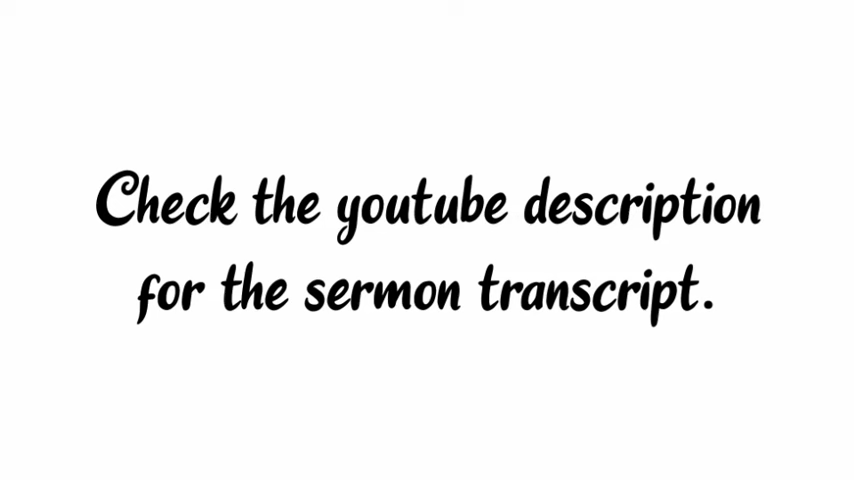 Check the youtube description
for the sermon transcript.